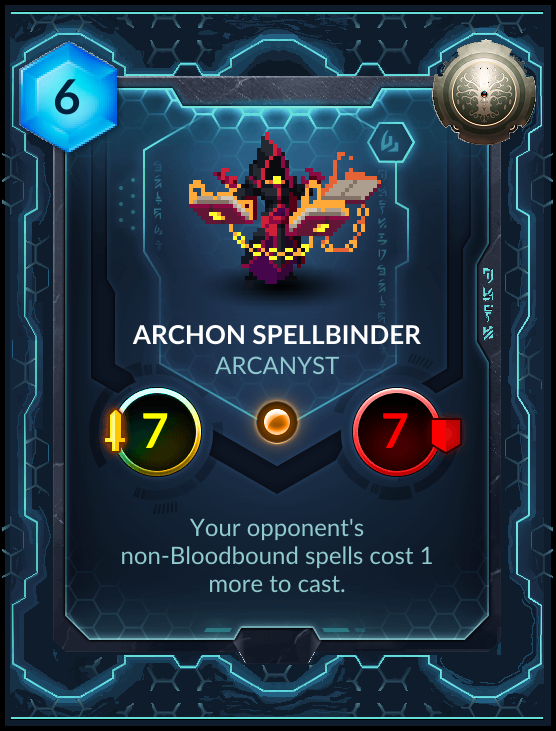 6
ARCHON SPELLBINDER
ARCANYST
7 7
Your opponent's
non-Bloodbound spells cost 1
more to cast.